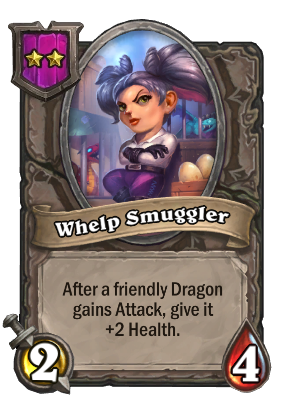 Whelp Smuggler
After a friendly Dragon
gains Attack, give it
+2 Health.
2
4